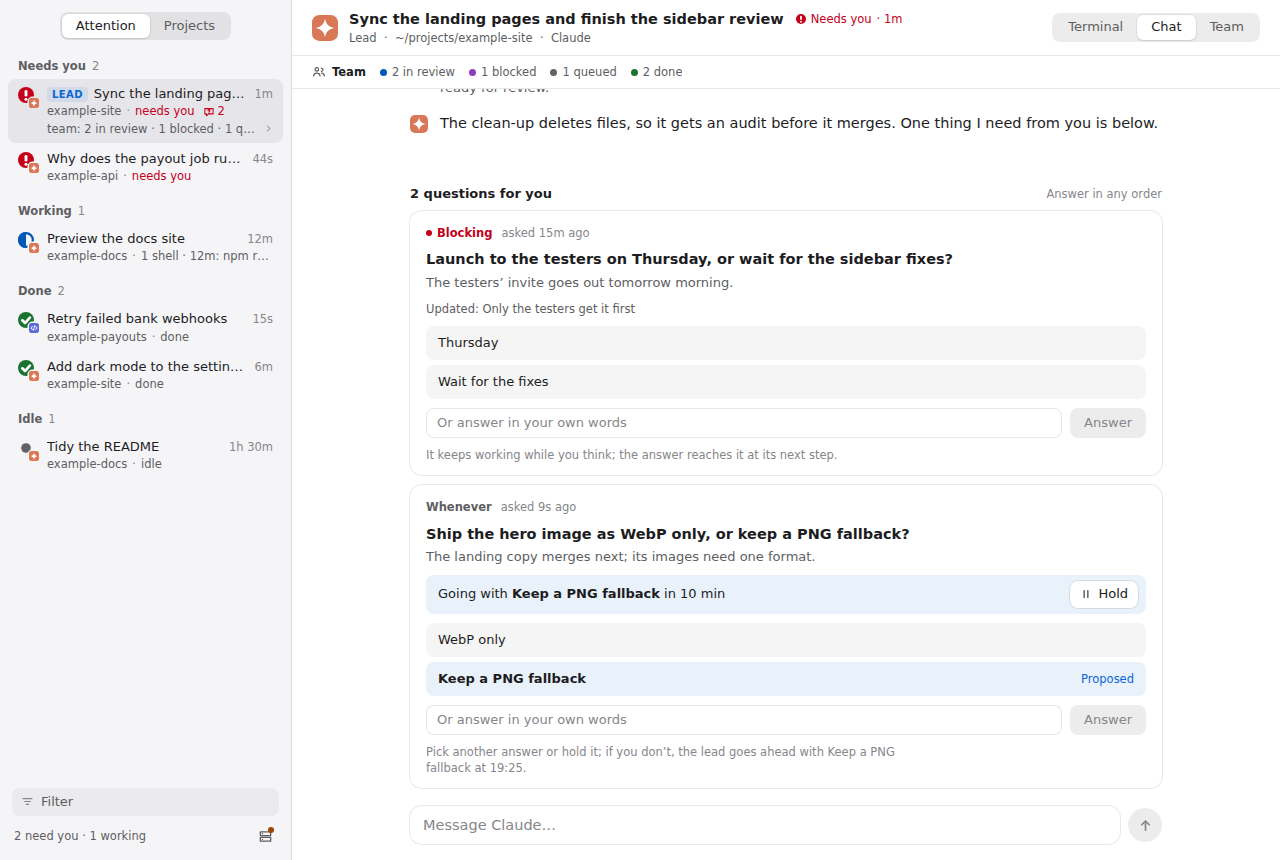 Attention Projects
Needs you 2
LEAD Sync the landing pag… 1m
example-site · needs you 2
team: 2 in review · 1 blocked · 1 q…
Why does the payout job ru… 44s
example-api · needs you
Working 1
Preview the docs site 12m
example-docs · 1 shell · 12m: npm r…
Done 2
Retry failed bank webhooks 15s
example-payouts · done
Add dark mode to the settin… 6m
example-site · done
Idle 1
Tidy the README 1h 30m
example-docs · idle
Filter
2 need you · 1 working
Sync the landing pages and finish the sidebar review Needs you · 1m
Lead · ~/projects/example-site · Claude
Terminal Chat Team
Team 2 in review 1 blocked 1 queued 2 done
ready for review.
The clean-up deletes files, so it gets an audit before it merges. One thing I need from you is below.
2 questions for you Answer in any order
Blocking asked 15m ago
Launch to the testers on Thursday, or wait for the sidebar fixes?
The testers’ invite goes out tomorrow morning.
Updated: Only the testers get it first
Thursday
Wait for the fixes
Or answer in your own words Answer
It keeps working while you think; the answer reaches it at its next step.
Whenever asked 9s ago
Ship the hero image as WebP only, or keep a PNG fallback?
The landing copy merges next; its images need one format.
Going with Keep a PNG fallback in 10 min Hold
WebP only
Keep a PNG fallback Proposed
Or answer in your own words Answer
Pick another answer or hold it; if you don’t, the lead goes ahead with Keep a PNG
fallback at 19:25.
Message Claude…